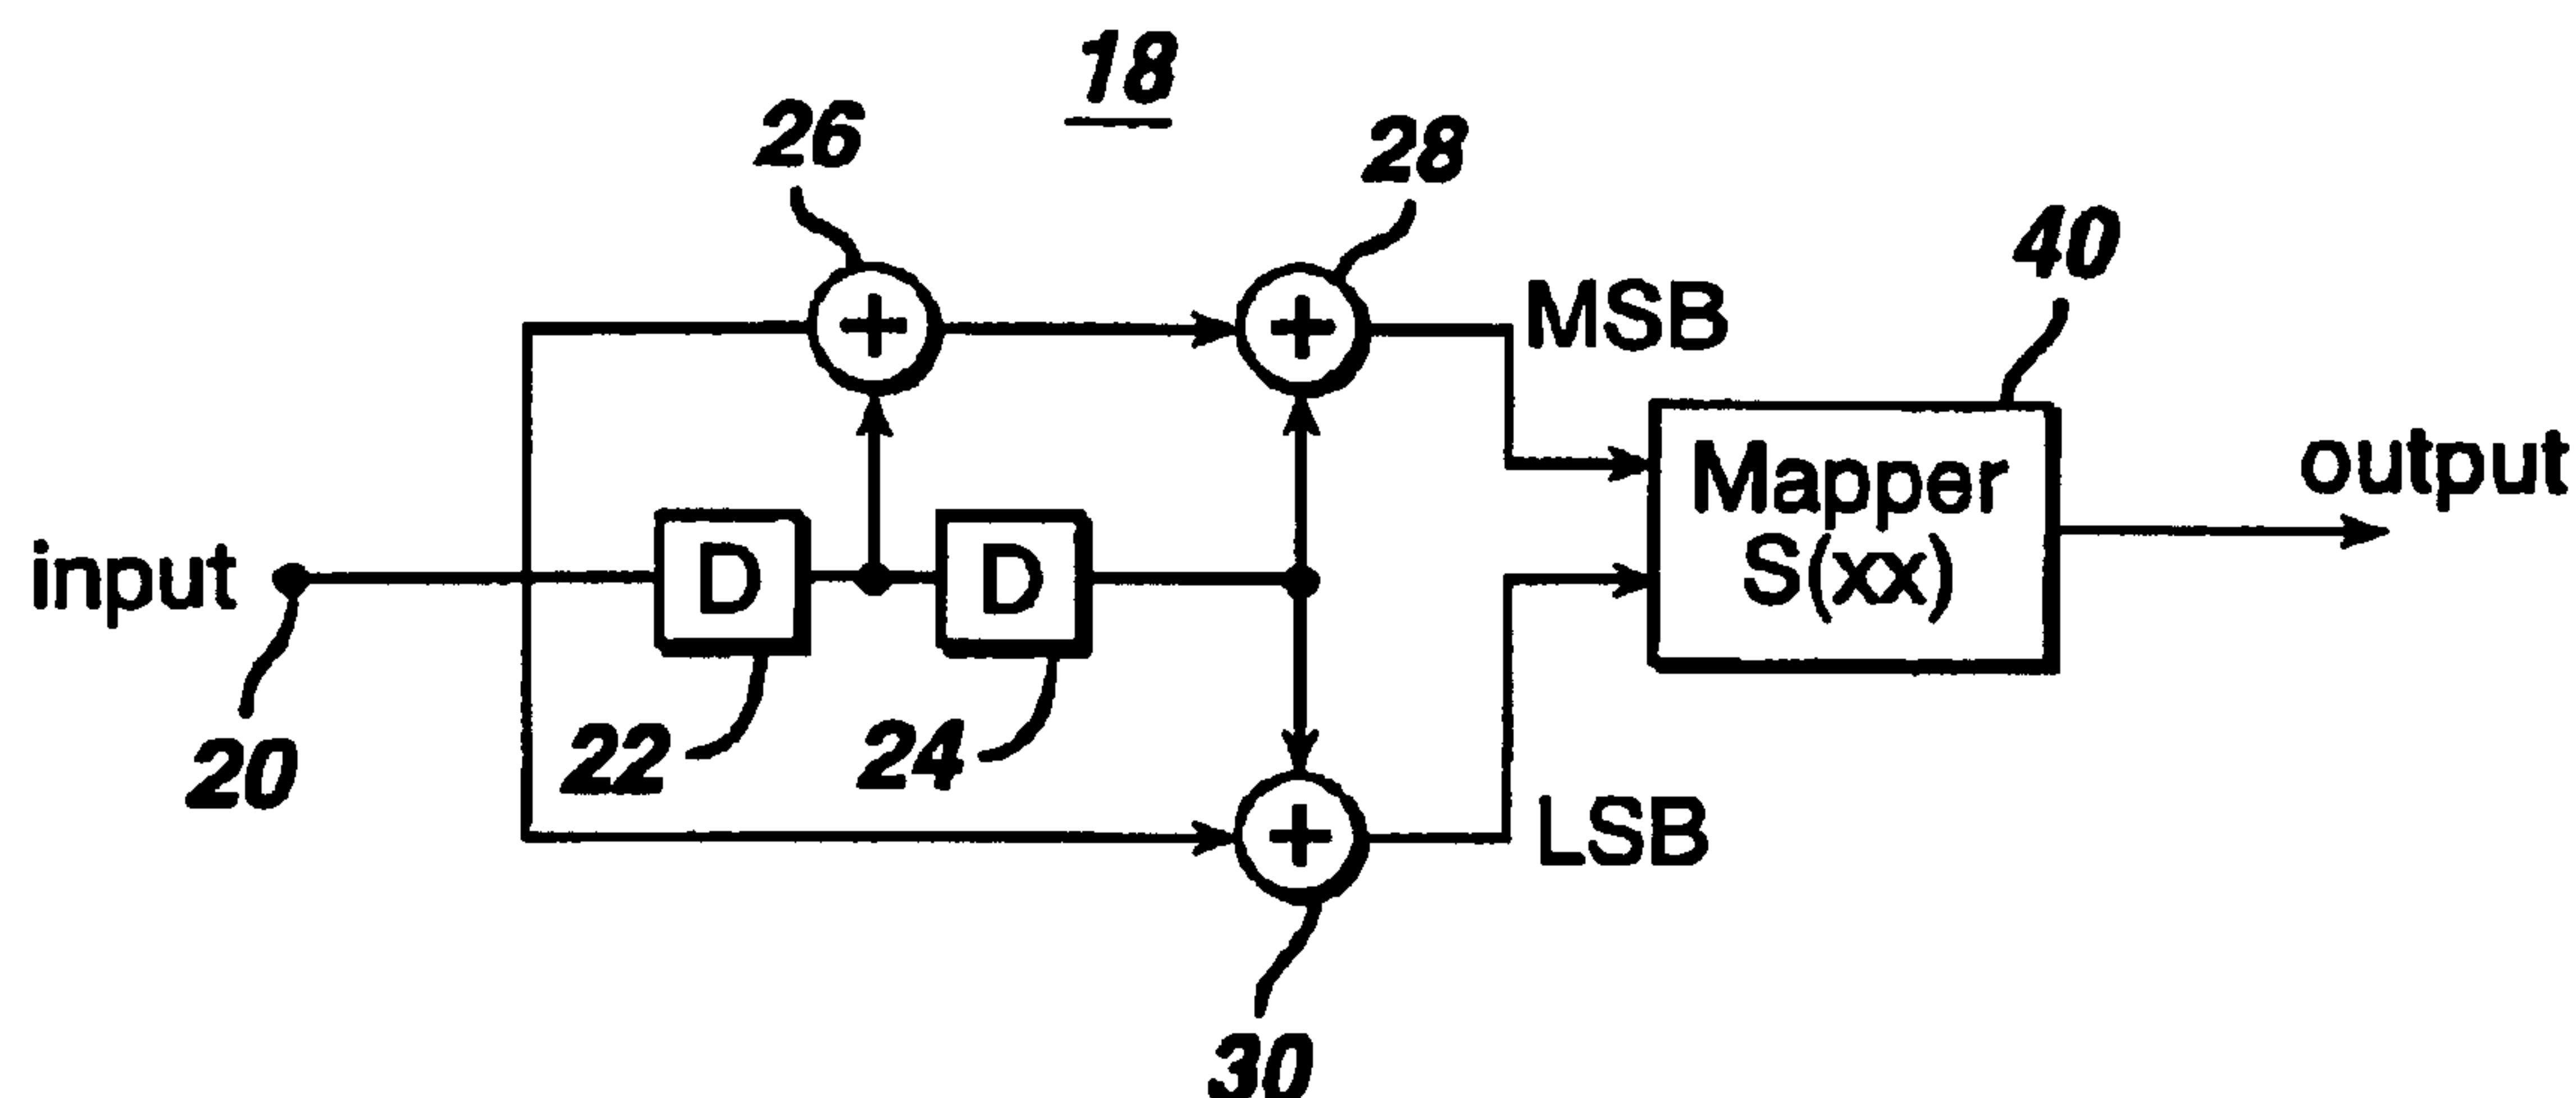 18
26
28
40
+
+
MSB
Mapper
S(xx)
output
input
D
D
20
22
24
+
LSB
30